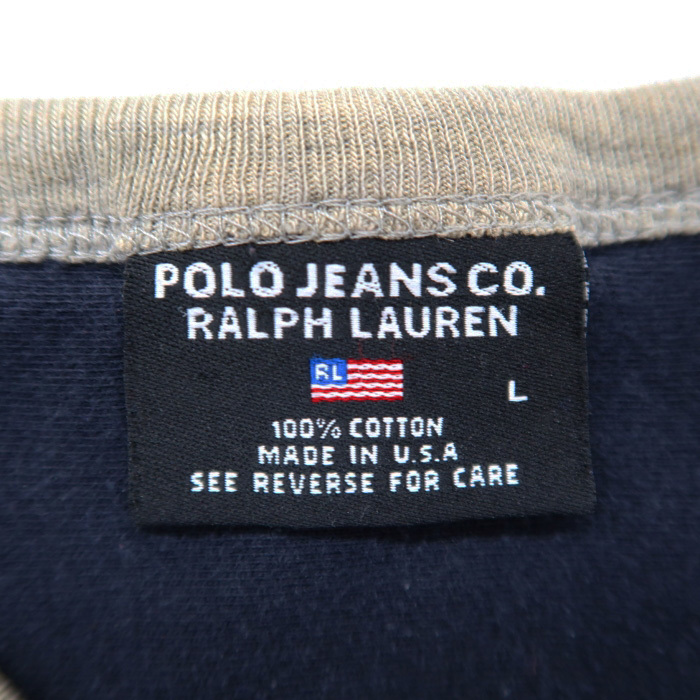 POLO JEANS CO.
RALPH LAUREN
RL
L
100% COTTON
MADE IN U.S.A
SEE REVERSE FOR CARE